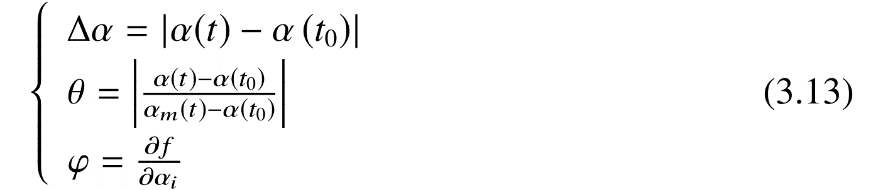 Δα = |α(t) − α (t₀)|
θ = |α(t)−α(t₀) / α_m(t)−α(t₀)| (3.13)
φ = ∂f / ∂α_i